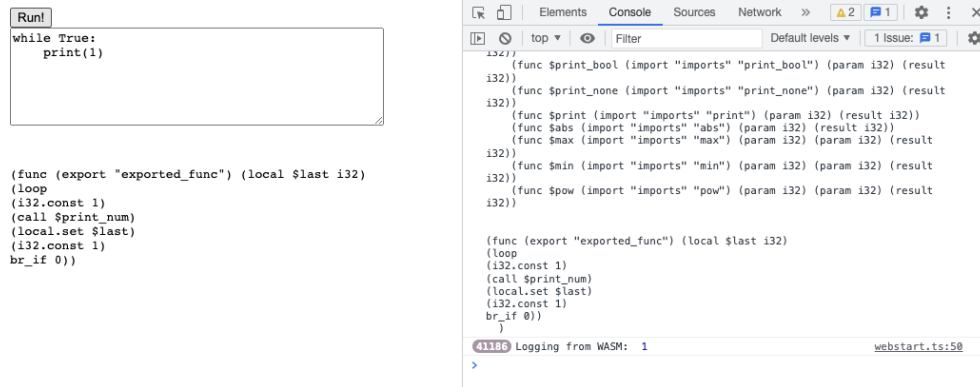 Run!
while True:
    print(1)
(func (export "exported_func") (local $last i32)
(loop
(i32.const 1)
(call $print_num)
(local.set $last)
(i32.const 1)
br_if 0))
Elements Console Sources Network » 2 1
top Filter Default levels 1 Issue: 1
i32))
(func $print_bool (import "imports" "print_bool") (param i32) (result
i32))
(func $print_none (import "imports" "print_none") (param i32) (result
i32))
(func $print (import "imports" "print") (param i32) (result i32))
(func $abs (import "imports" "abs") (param i32) (result i32))
(func $max (import "imports" "max") (param i32) (param i32) (result
i32))
(func $min (import "imports" "min") (param i32) (param i32) (result
i32))
(func $pow (import "imports" "pow") (param i32) (param i32) (result
i32))
(func (export "exported_func") (local $last i32)
(loop
(i32.const 1)
(call $print_num)
(local.set $last)
(i32.const 1)
br_if 0))
)
41186 Logging from WASM: 1 webstart.ts:50